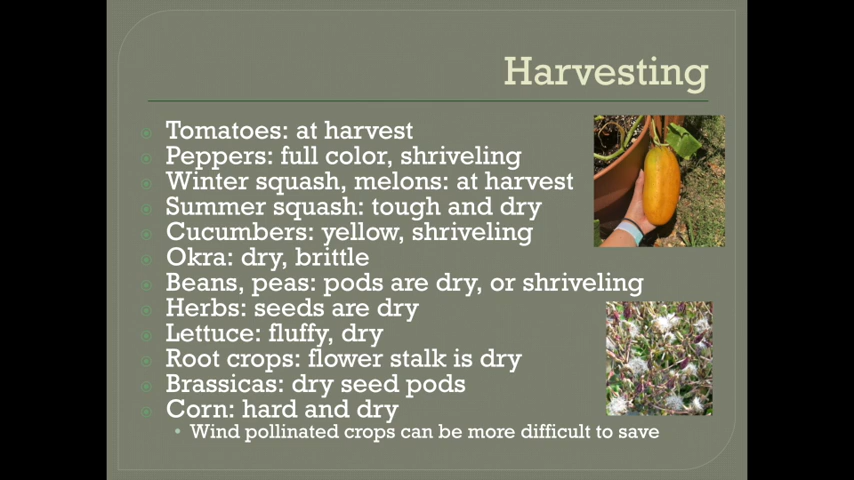 Harvesting
Tomatoes: at harvest
Peppers: full color, shriveling
Winter squash, melons: at harvest
Summer squash: tough and dry
Cucumbers: yellow, shriveling
Okra: dry, brittle
Beans, peas: pods are dry, or shriveling
Herbs: seeds are dry
Lettuce: fluffy, dry
Root crops: flower stalk is dry
Brassicas: dry seed pods
Corn: hard and dry
Wind pollinated crops can be more difficult to save